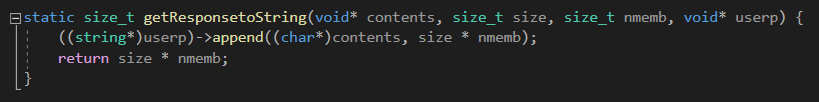 static size_t getResponsetoString(void* contents, size_t size, size_t nmemb, void* userp) {
    ((string*)userp)->append((char*)contents, size * nmemb);
    return size * nmemb;
}